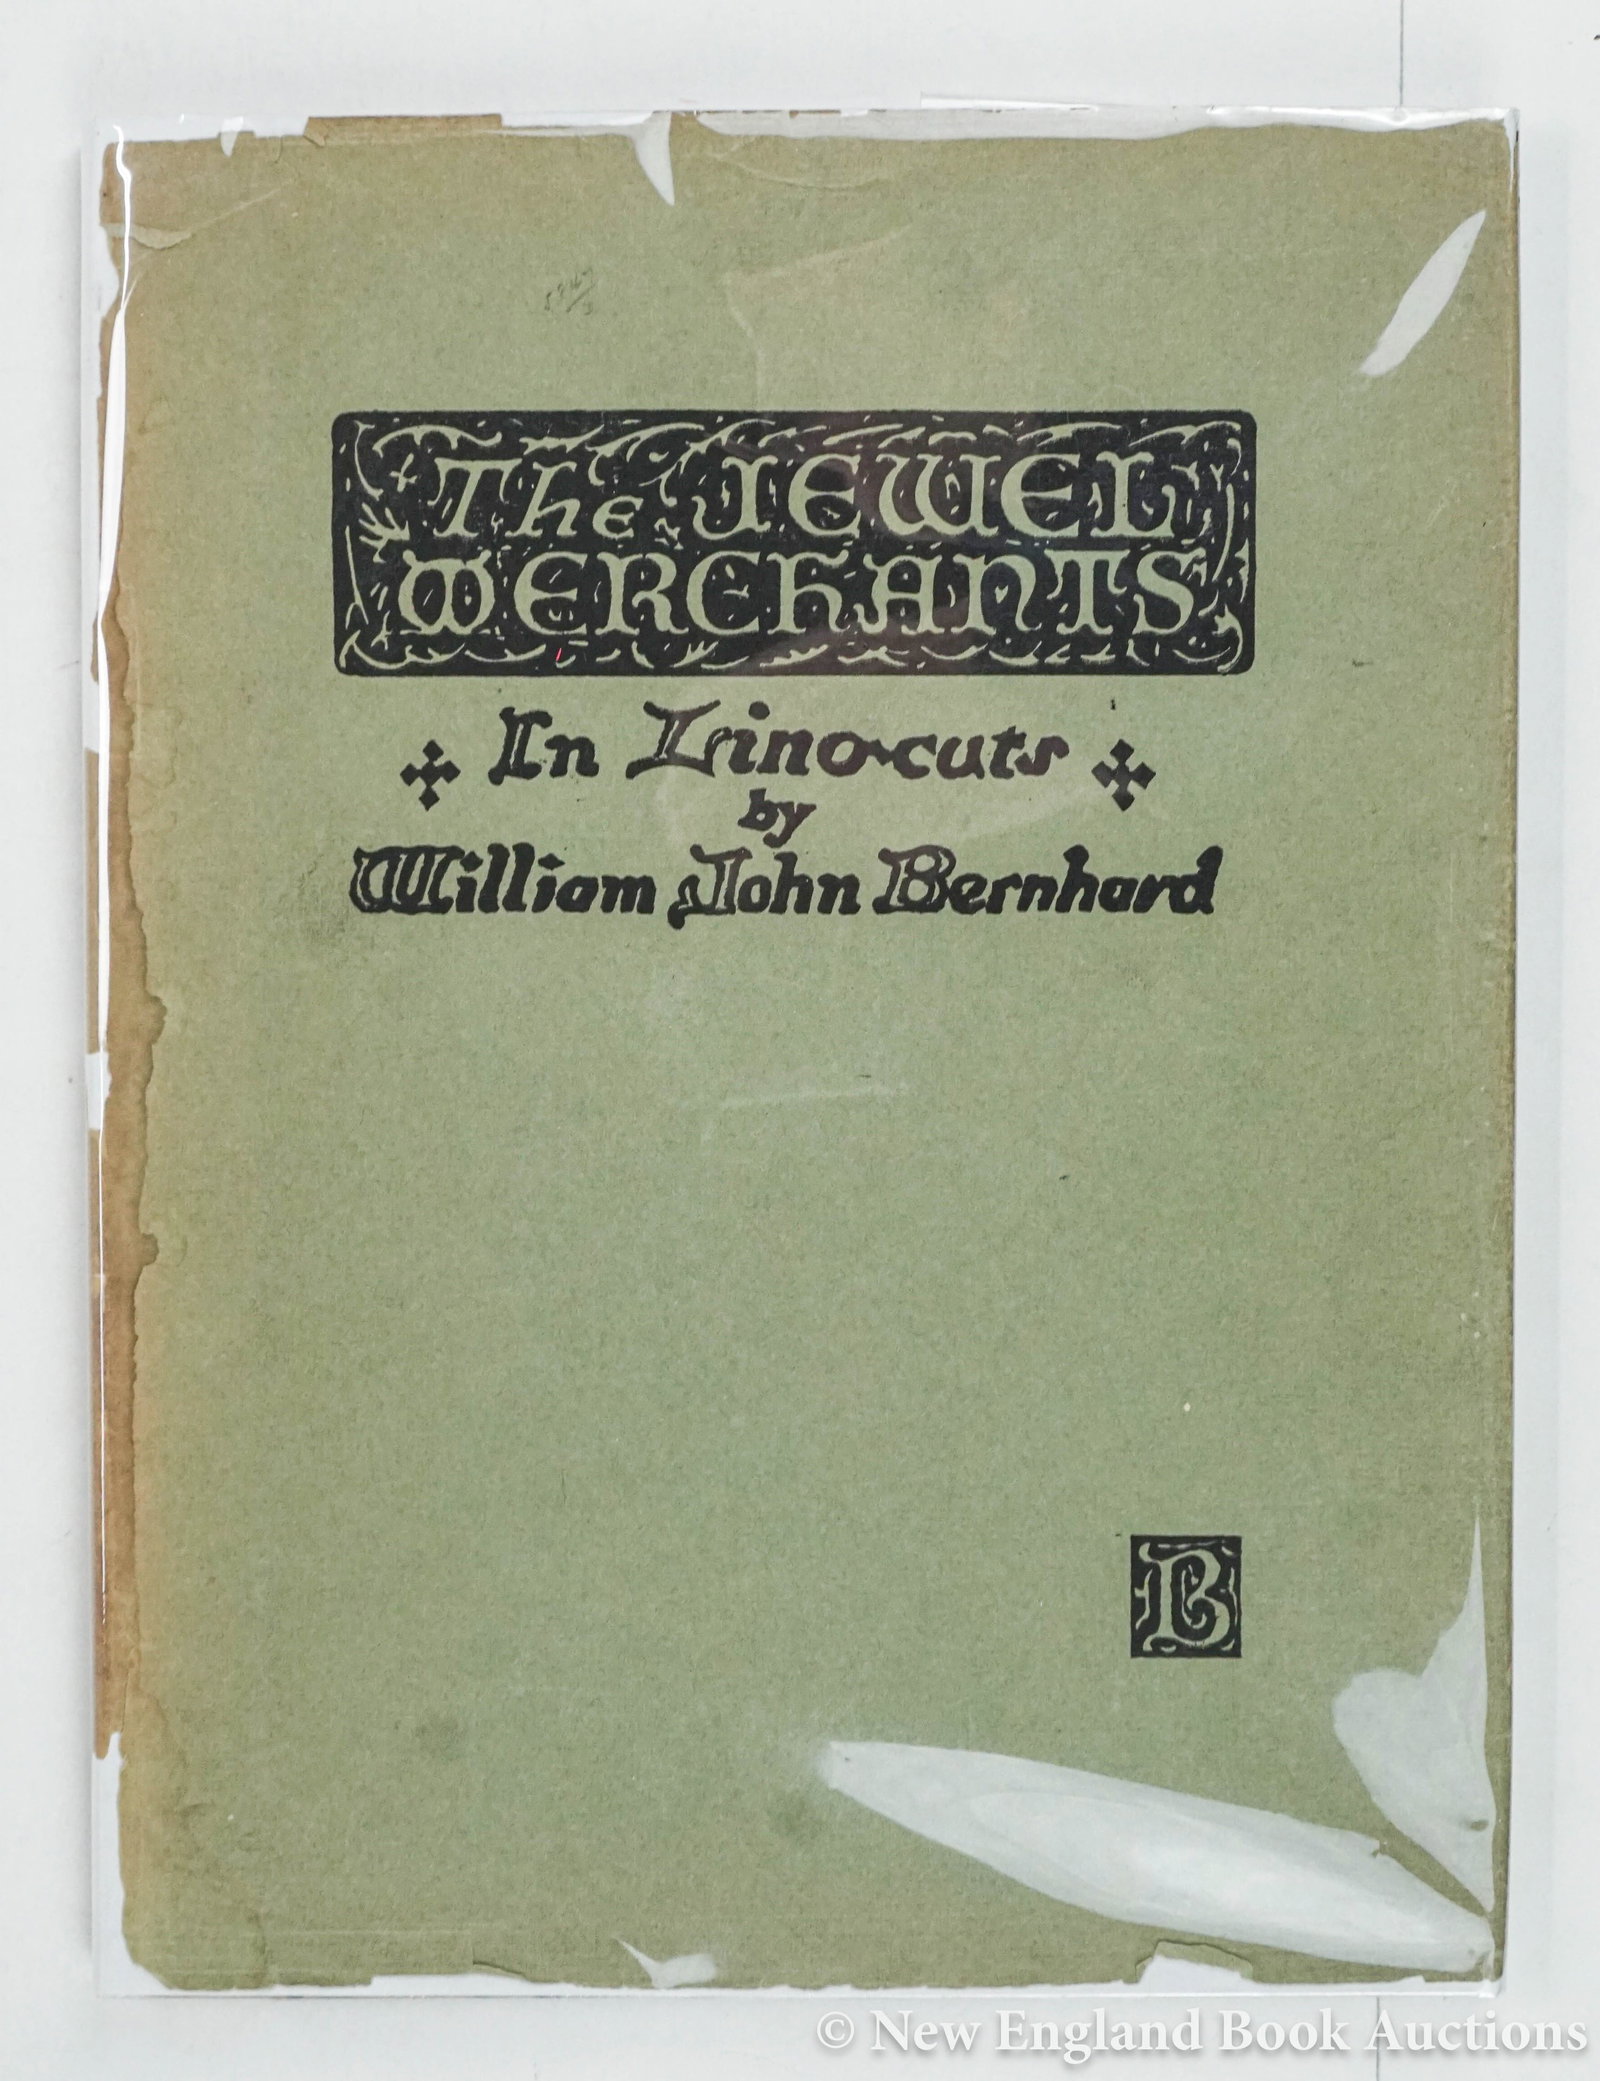 The JEWEL
MERCHANTS
In Lino-cuts
by
William John Bernhard
B
© New England Book Auctions